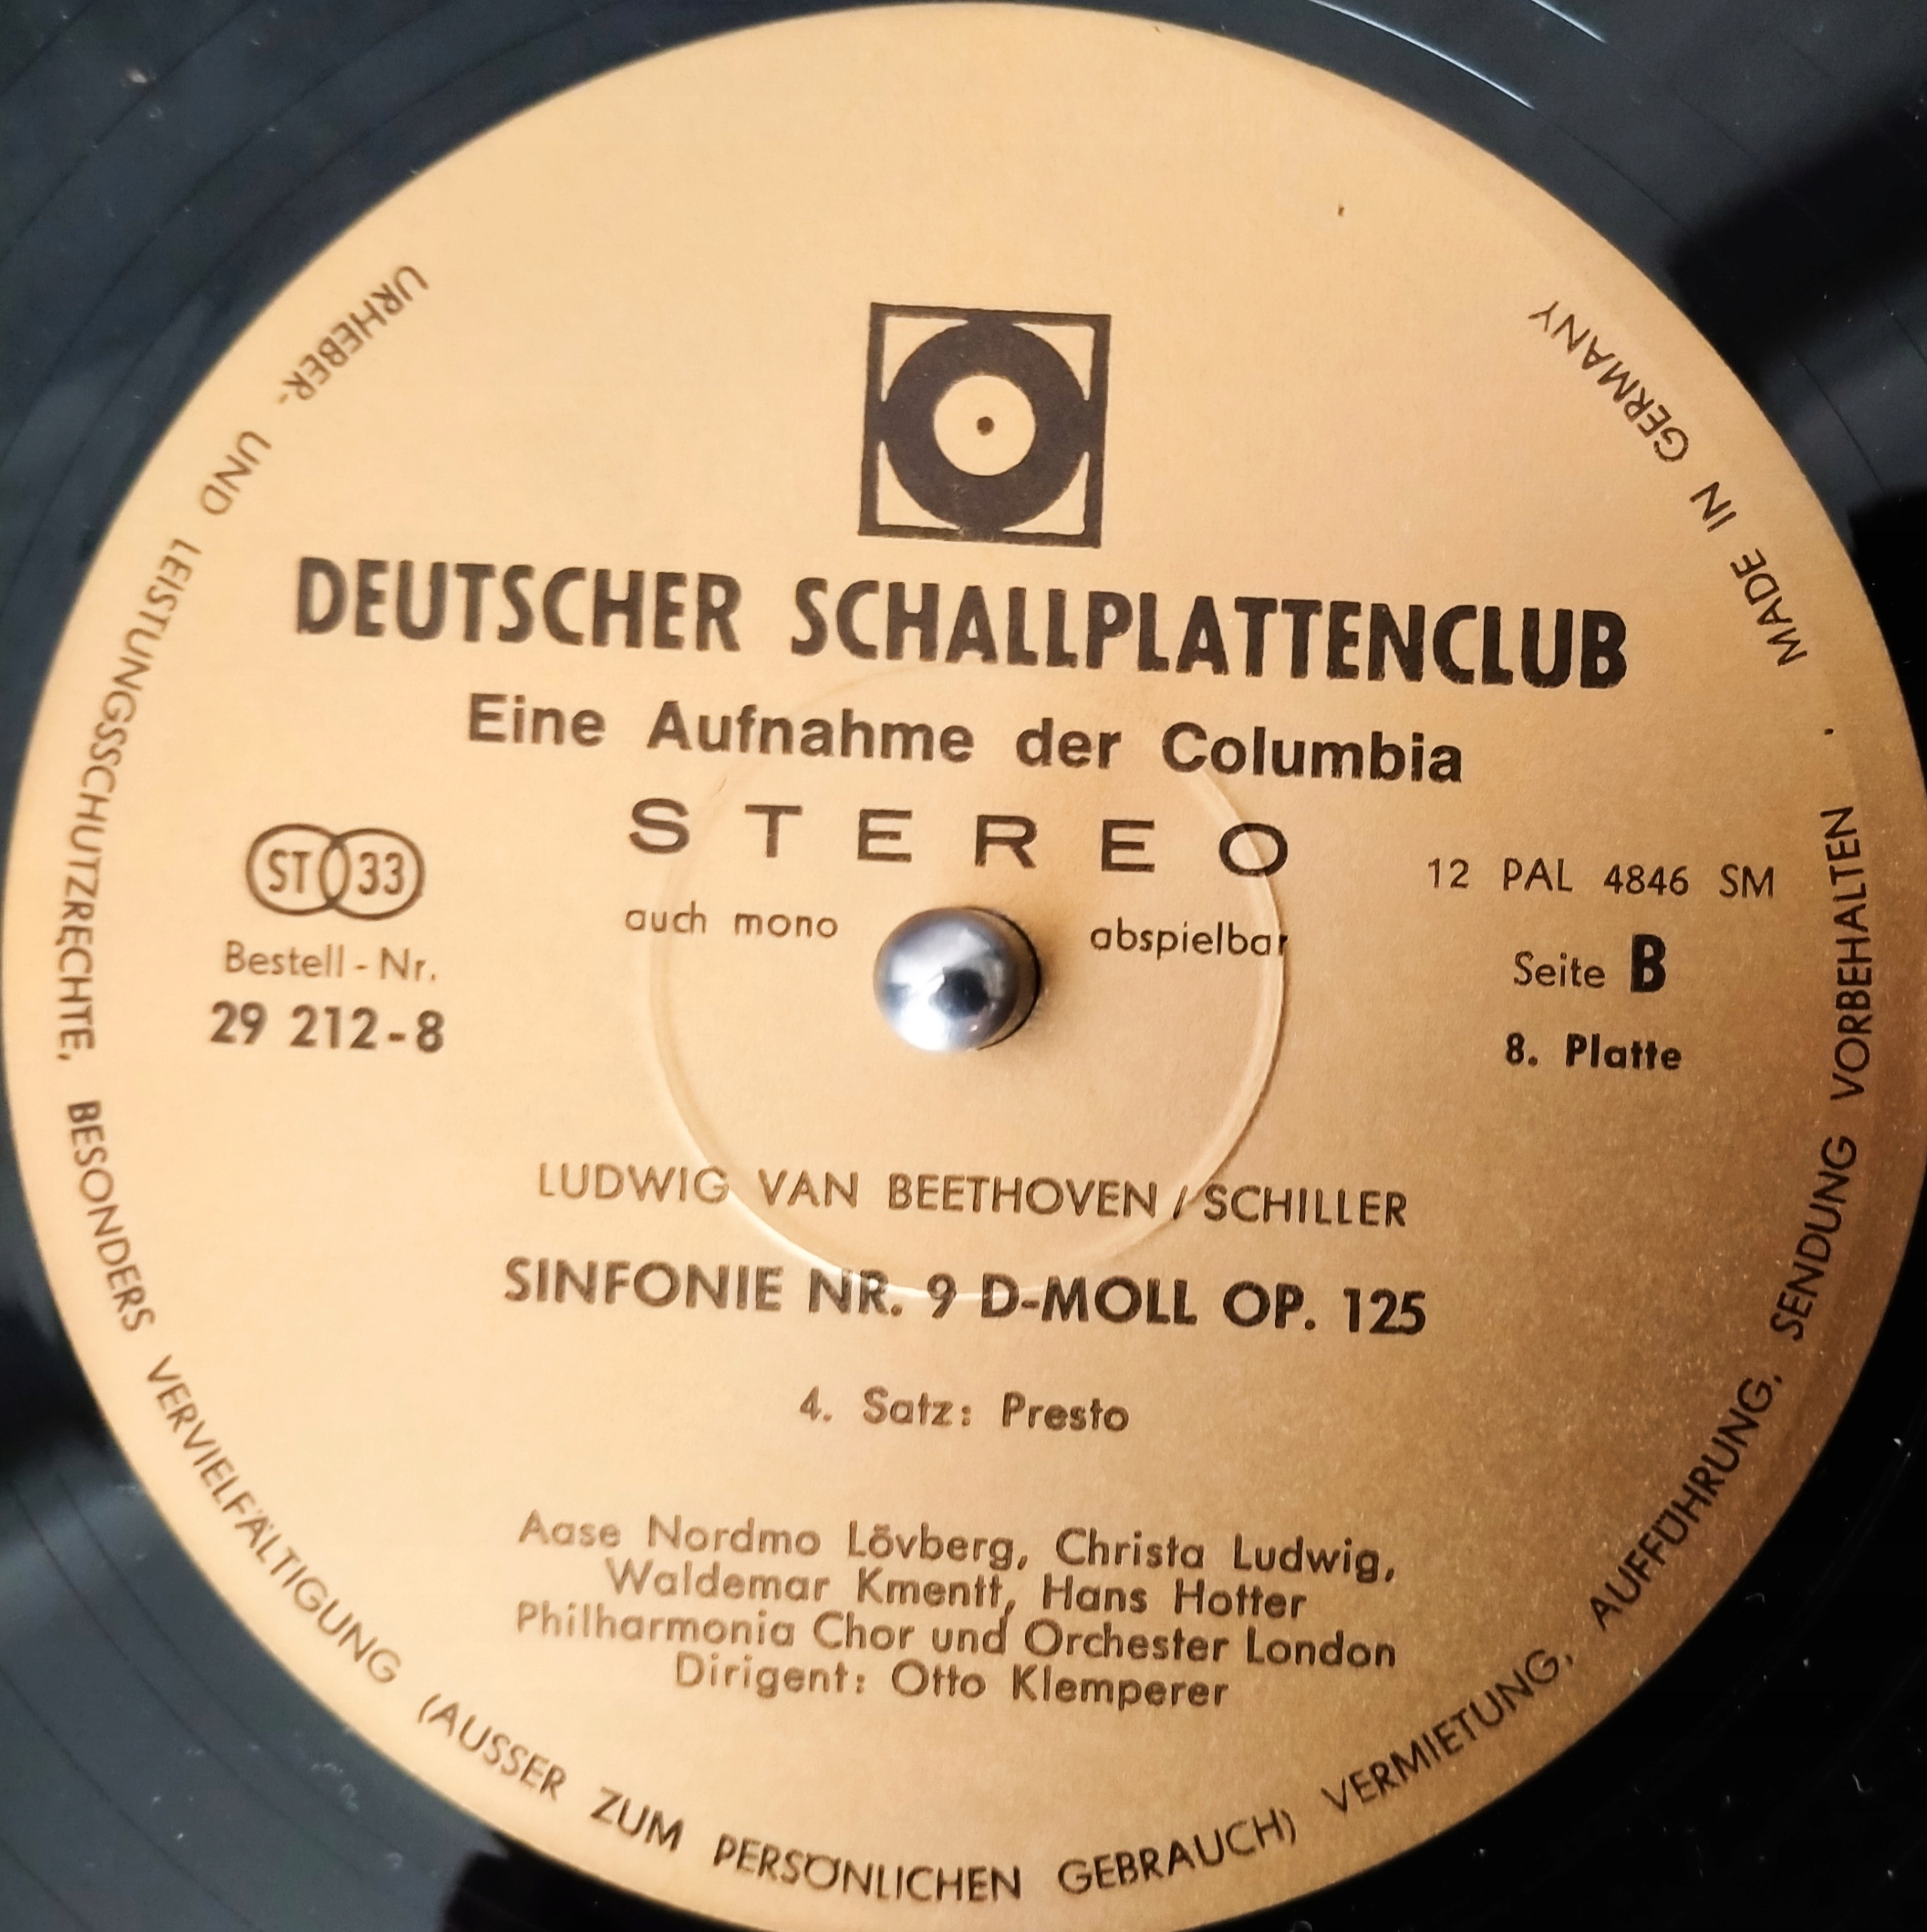 DEUTSCHER SCHALLPLATTENCLUB
Eine Aufnahme der Columbia
STEREO
auch mono abspielbar
ST 33
Bestell-Nr.
29 212-8
12 PAL 4846 SM
Seite B
8. Platte
LUDWIG VAN BEETHOVEN / SCHILLER
SINFONIE NR. 9 D-MOLL OP. 125
4. Satz: Presto
Aase Nordmo Lövberg, Christa Ludwig,
Waldemar Kmentt, Hans Hotter
Philharmonia Chor und Orchester London
Dirigent: Otto Klemperer
URHEBER- UND LEISTUNGSSCHUTZRECHTE, BESONDERS VERVIELFÄLTIGUNG (AUSSER ZUM PERSÖNLICHEN GEBRAUCH) VERMIETUNG, AUFFÜHRUNG, SENDUNG VORBEHALTEN · MADE IN GERMANY